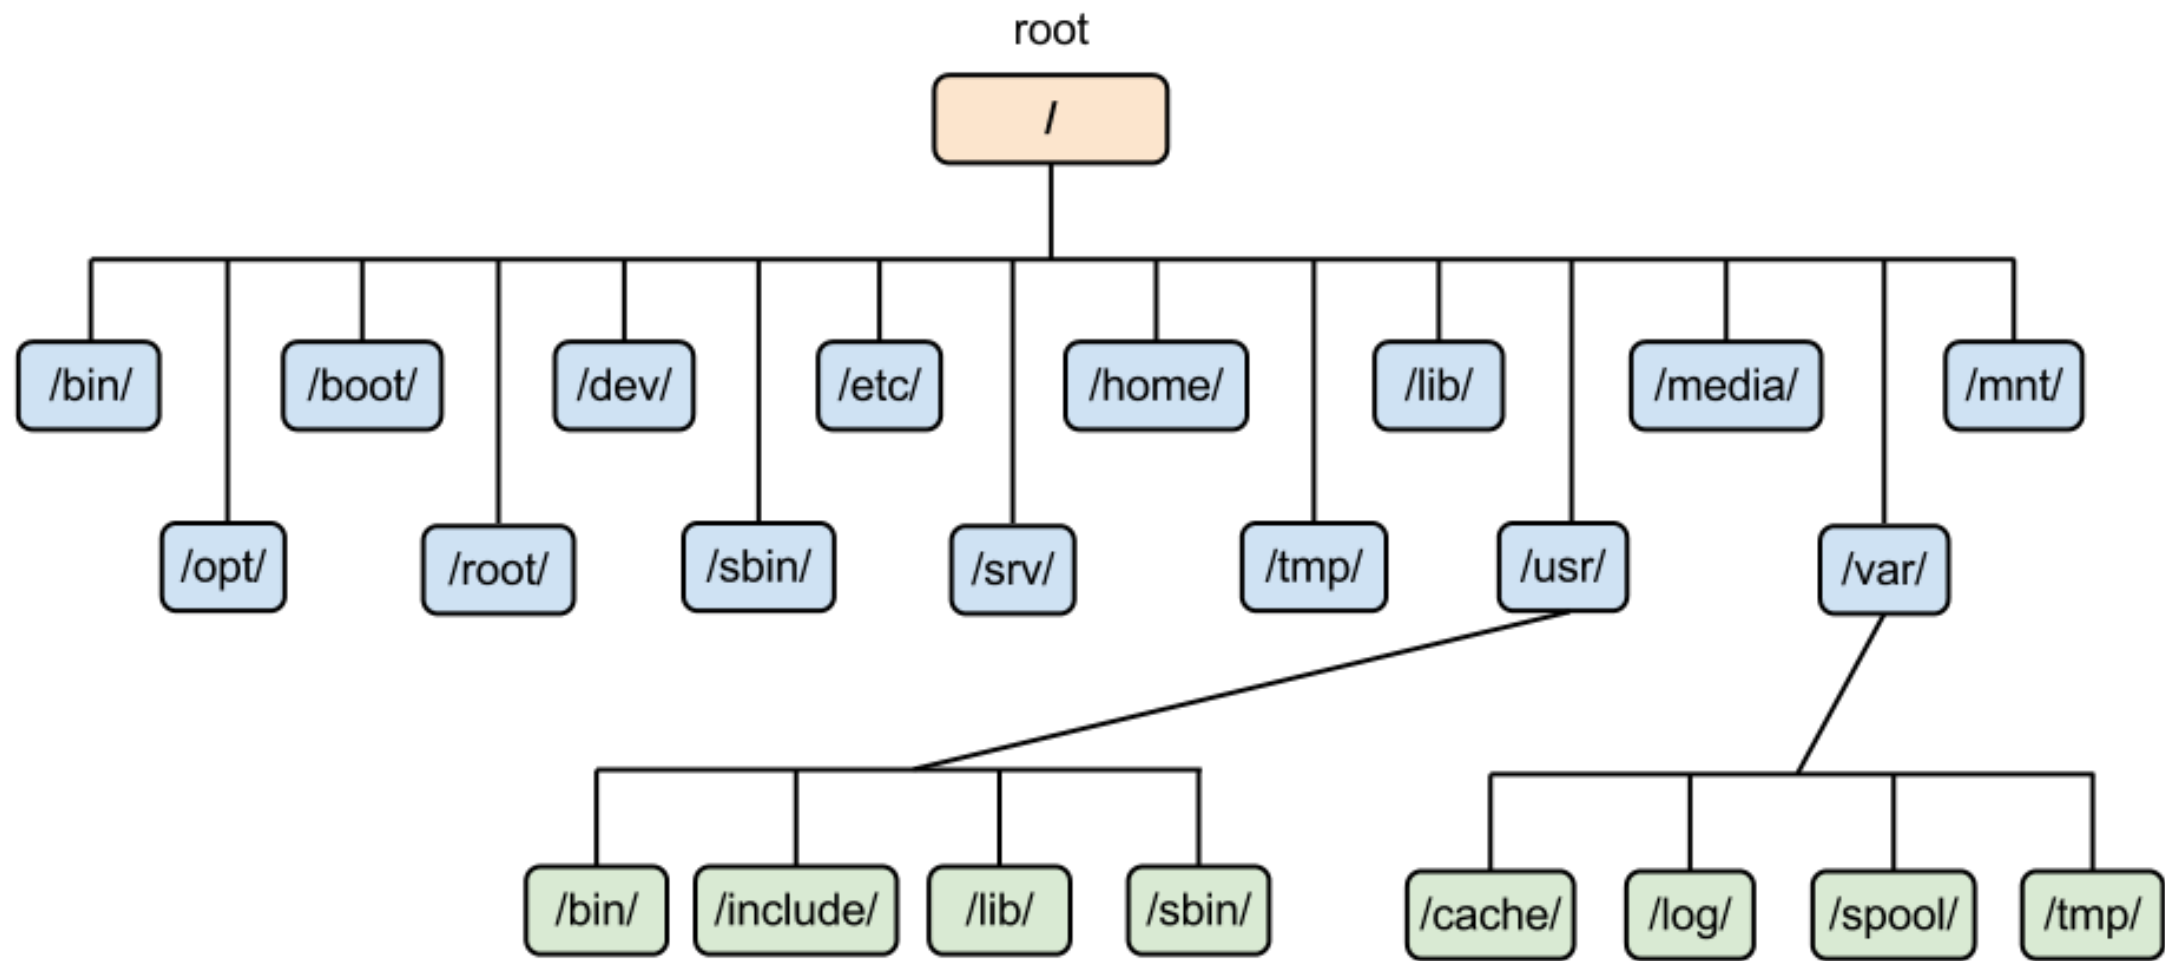 root
/
/bin/
/boot/
/dev/
/etc/
/home/
/lib/
/media/
/mnt/
/opt/
/root/
/sbin/
/srv/
/tmp/
/usr/
/var/
/bin/
/include/
/lib/
/sbin/
/cache/
/log/
/spool/
/tmp/